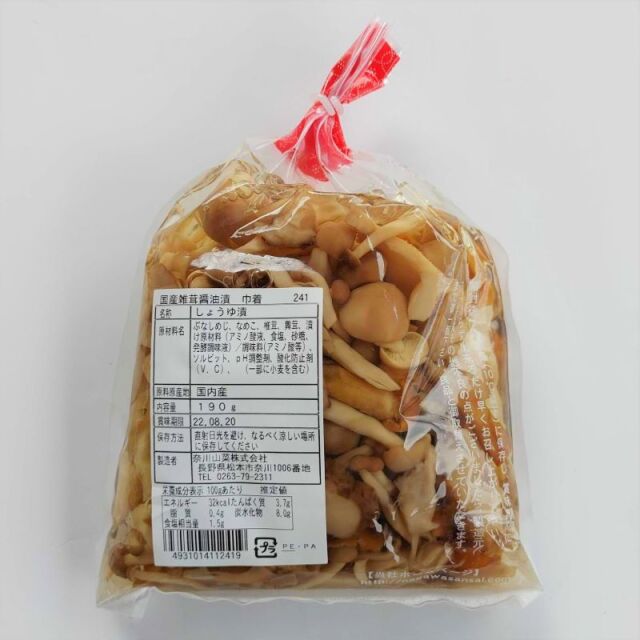 国産雑茸醤油漬 巾着 241
名称 しょうゆ漬
原材料名 ぶなしめじ、なめこ、椎茸、黄茸、漬
け原材料(アミノ酸液、食塩、砂糖、
発酵調味液)/調味料(アミノ酸等)、
ソルビット、pH調整剤、酸化防止剤
(V.C)、(一部に小麦を含む)
原料原産地 国内産
内容量 190g
賞味期限 22.08.20
保存方法 直射日光を避け、なるべく涼しい場所
に保存してください
製造者 奈川山菜株式会社
長野県松本市奈川1006番地
TEL 0263-79-2311
栄養成分表示 100gあたり 推定値
エネルギー 32kcal たんぱく質 3.7g
脂質 0.4g 炭水化物 8.0g
食塩相当量 1.5g
4931014112419
プラ PE・PA